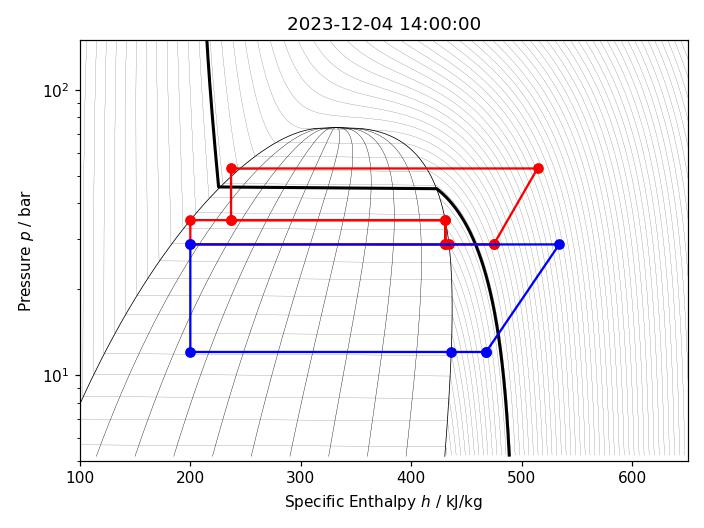 2023-12-04 14:00:00
10²
10¹
Pressure p / bar
100 200 300 400 500 600
Specific Enthalpy h / kJ/kg